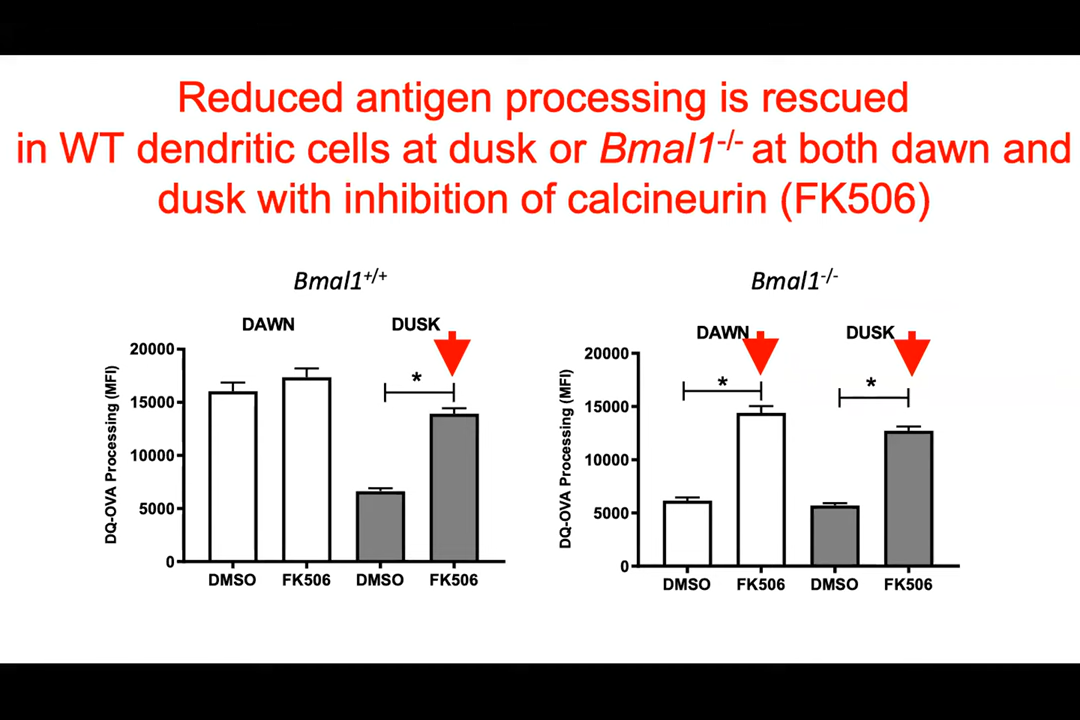 Reduced antigen processing is rescued
in WT dendritic cells at dusk or Bmal1-/- at both dawn and
dusk with inhibition of calcineurin (FK506)
Bmal1+/+
DAWN DUSK
*
DQ-OVA Processing (MFI)
20000
15000
10000
5000
0
DMSO FK506 DMSO FK506
Bmal1-/-
DAWN DUSK
* *
DQ-OVA Processing (MFI)
20000
15000
10000
5000
0
DMSO FK506 DMSO FK506